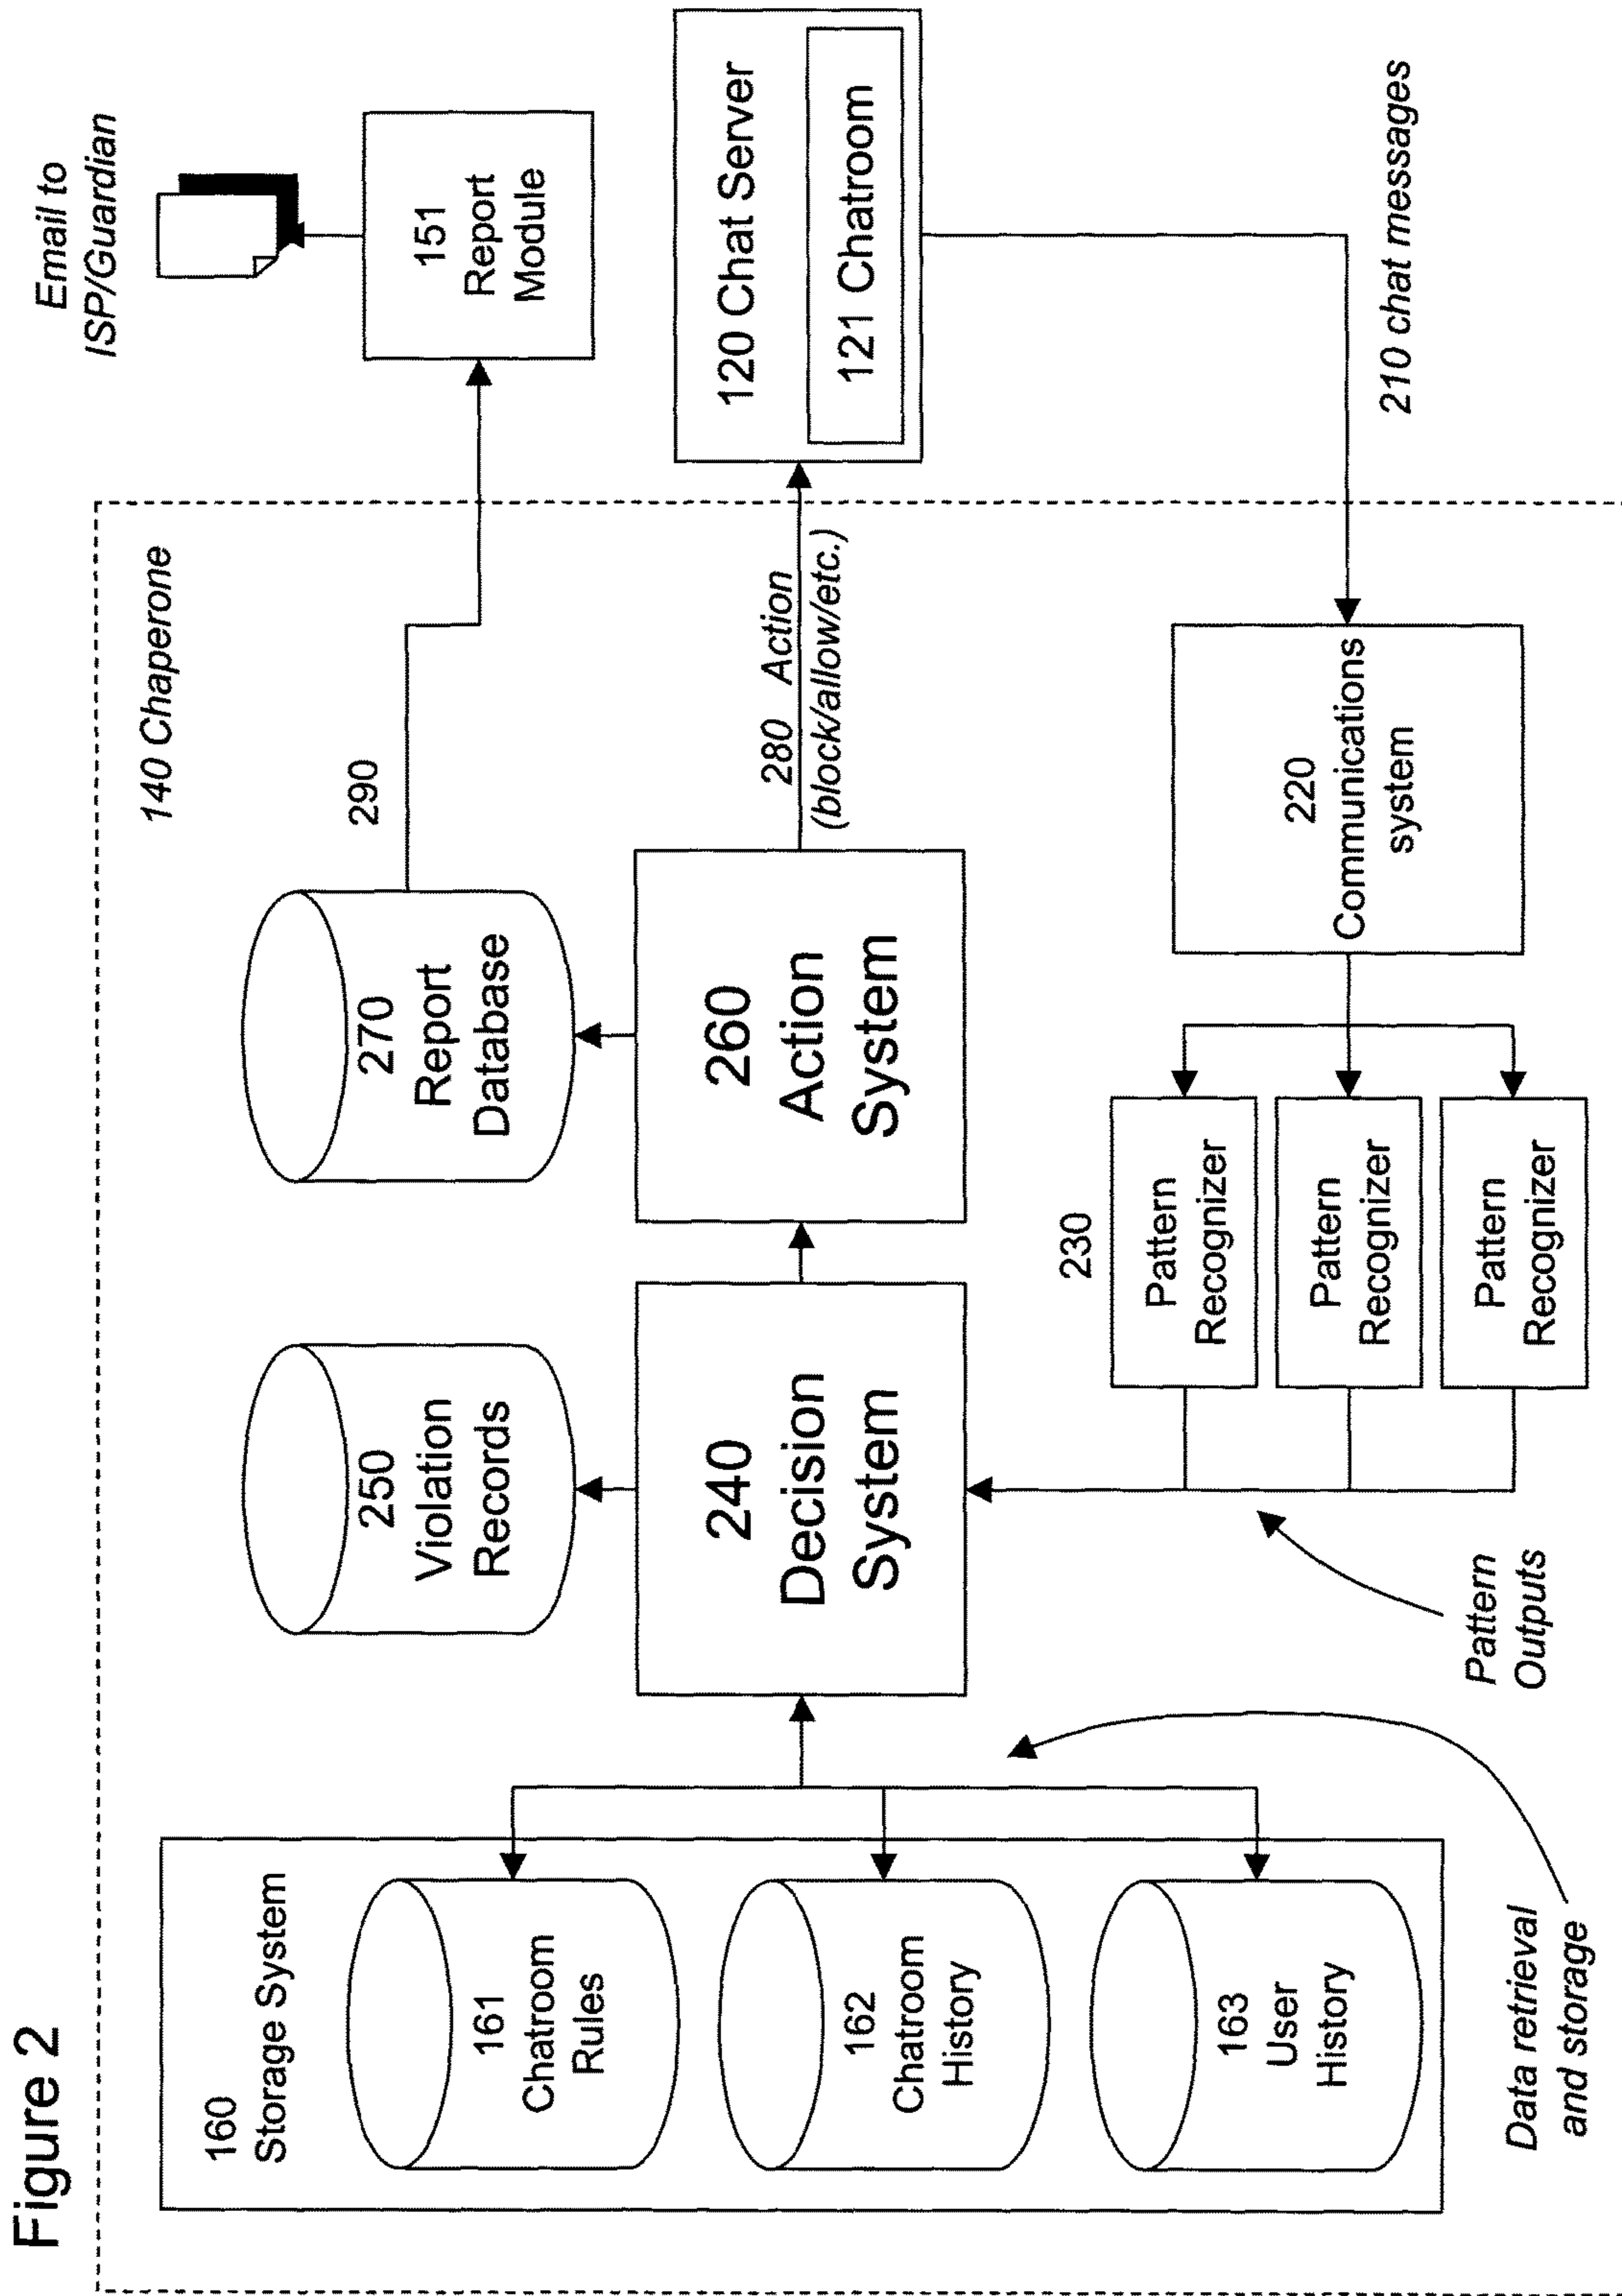 Figure 2
160
Storage System
161
Chatroom
Rules
162
Chatroom
History
163
User
History
Data retrieval
and storage
250
Violation
Records
240
Decision
System
Pattern
Outputs
270
Report
Database
260
Action
System
230
Pattern
Recognizer
Pattern
Recognizer
Pattern
Recognizer
140 Chaperone
290
280 Action
(block/allow/etc.)
220
Communications
system
Email to
ISP/Guardian
151
Report
Module
120 Chat Server
121 Chatroom
210 chat messages